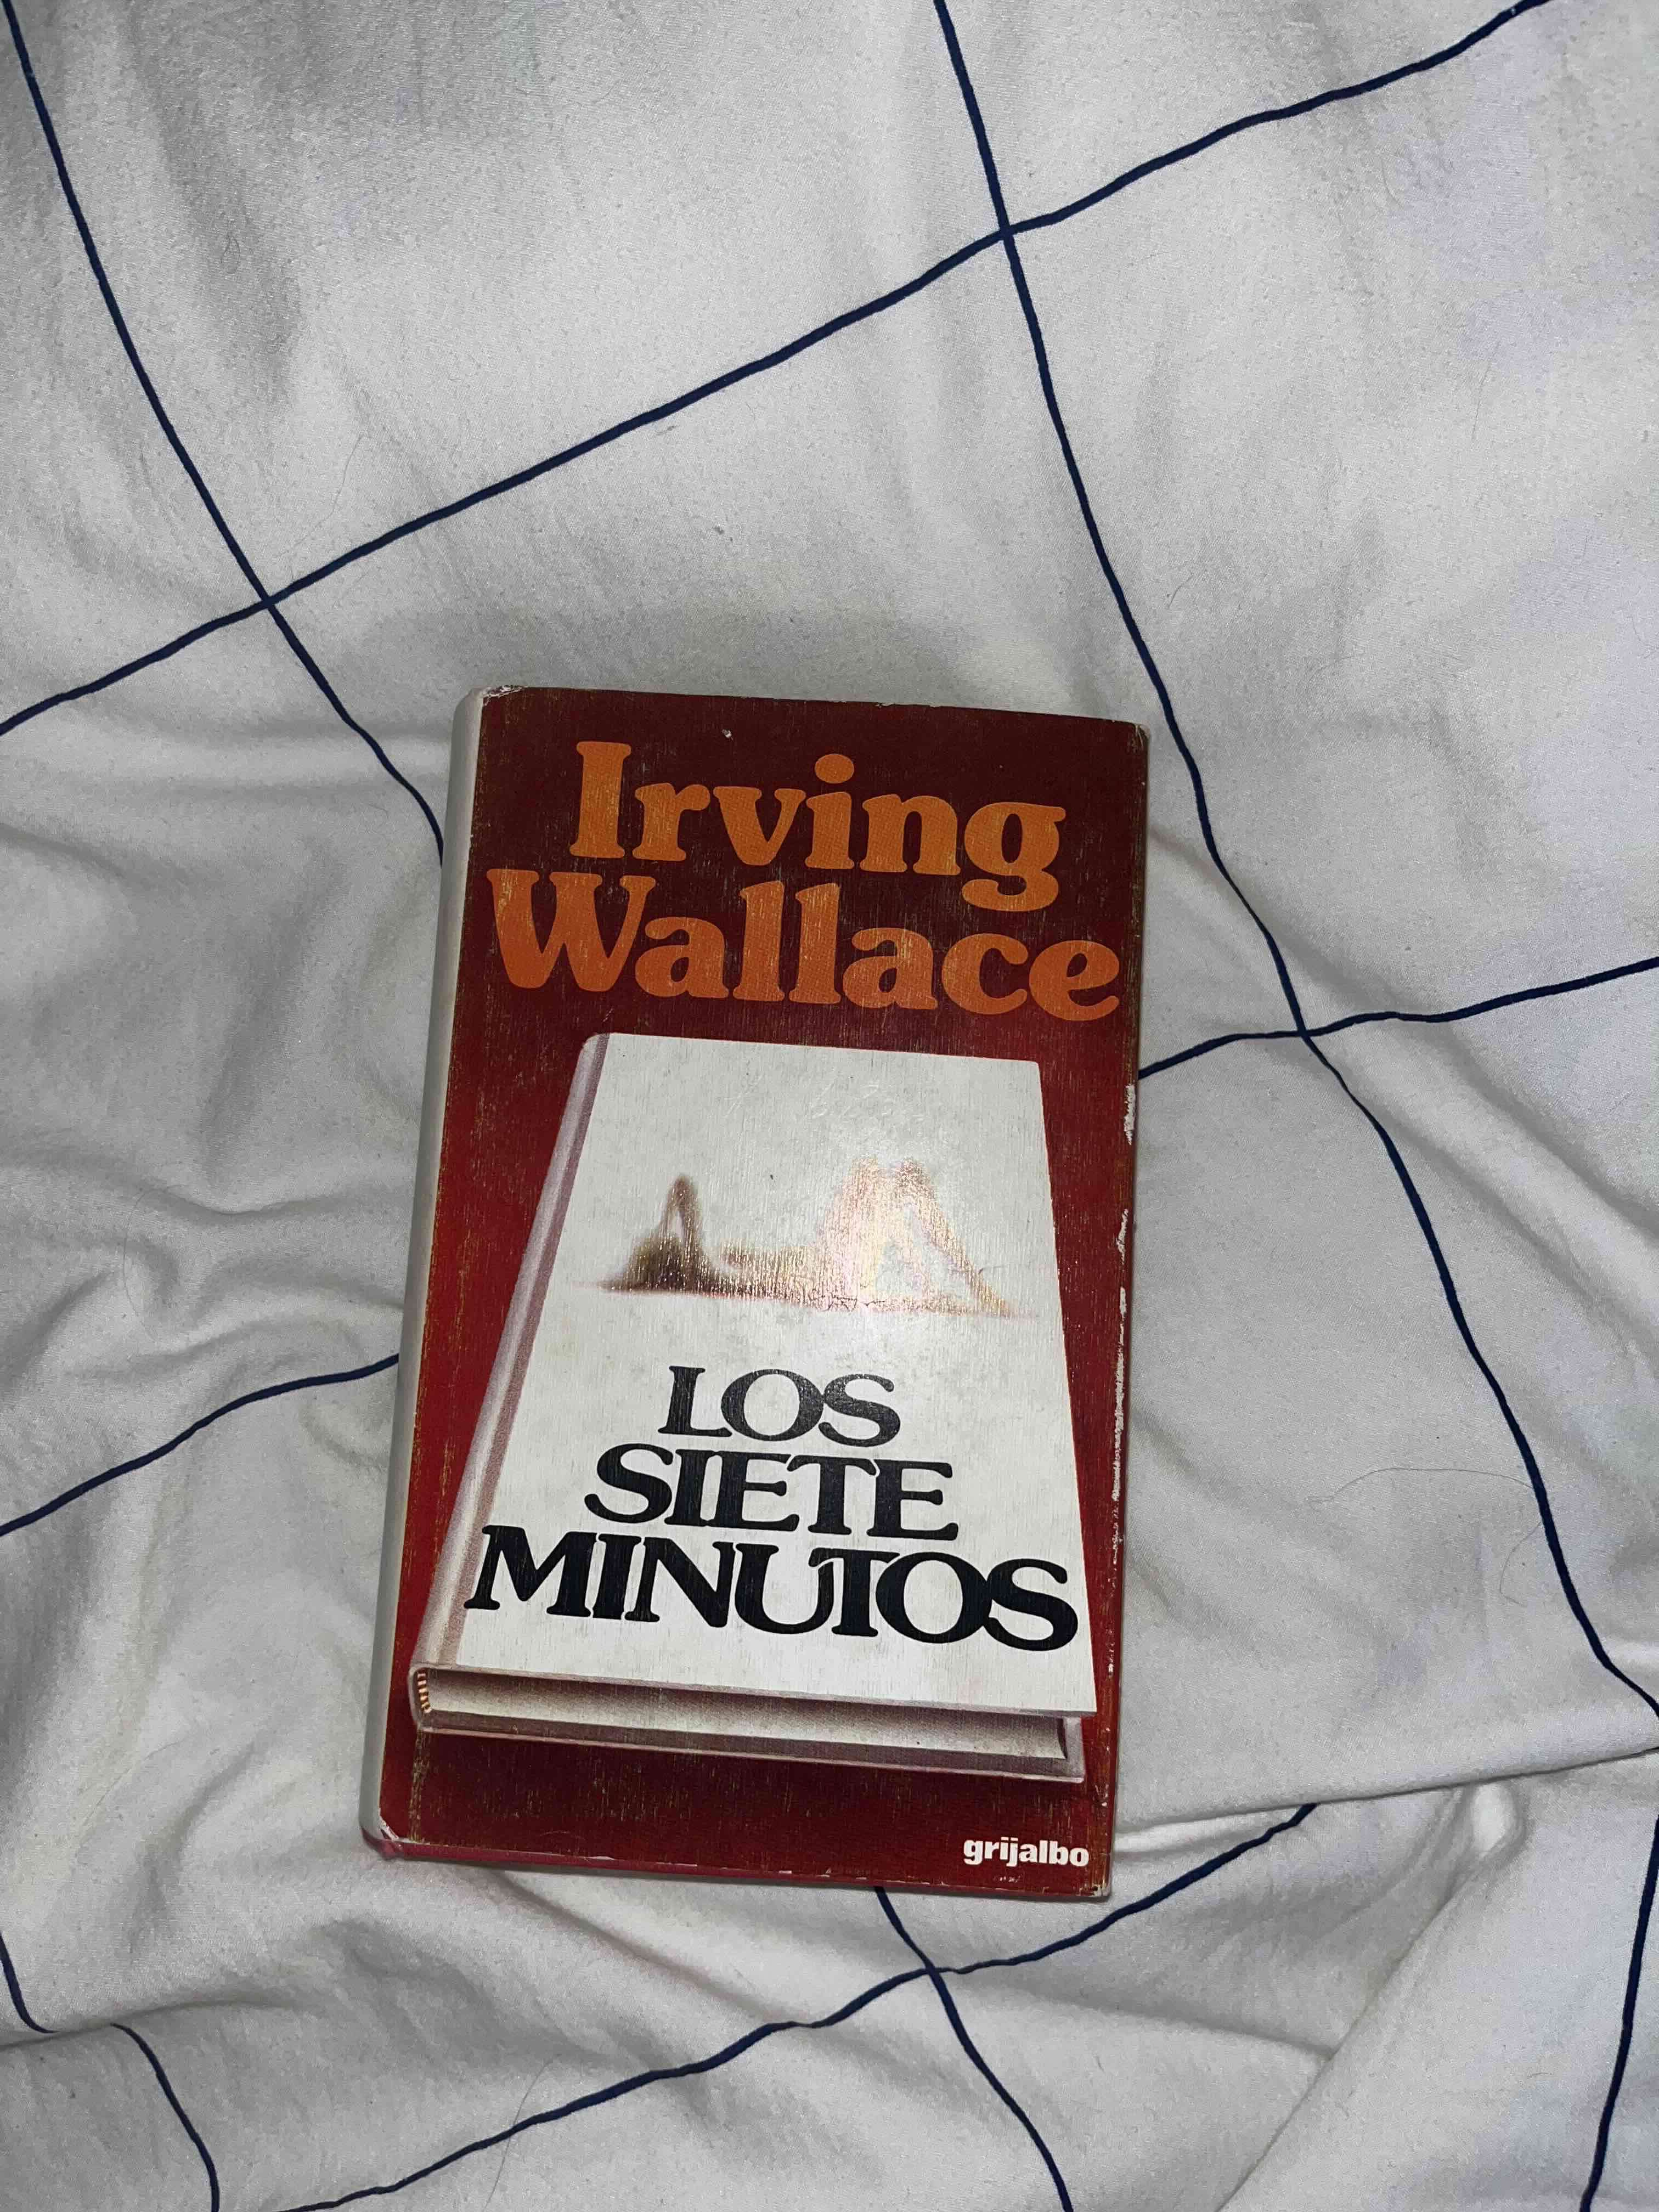 Irving
Wallace
LOS
SIETE
MINUTOS
grijalbo